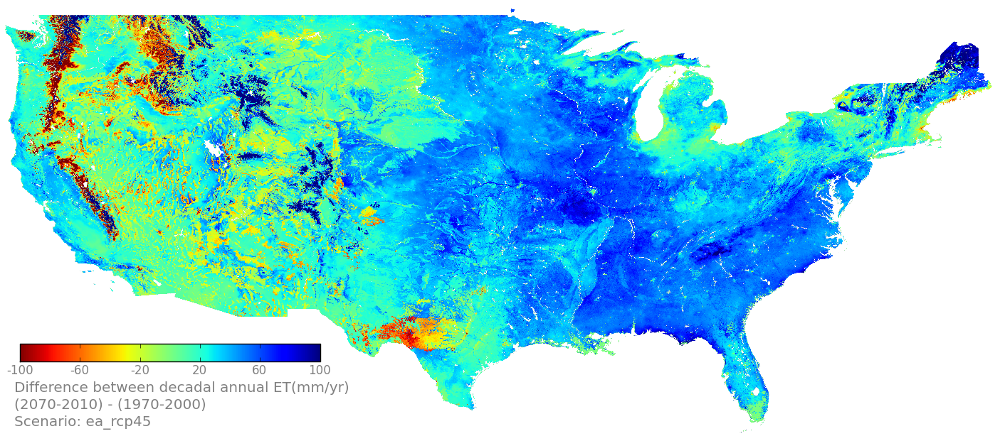 -100 -60 -20 20 60 100
Difference between decadal annual ET(mm/yr)
(2070-2010) - (1970-2000)
Scenario: ea_rcp45